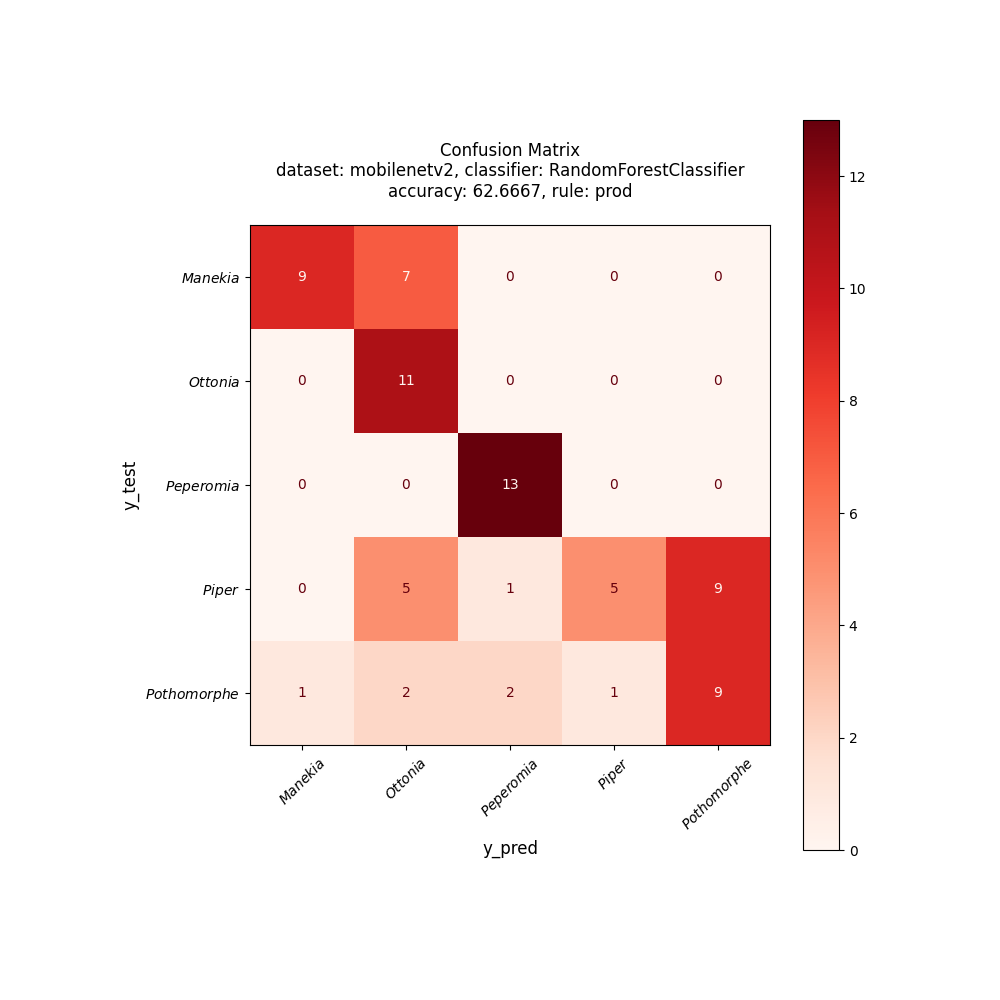 Confusion Matrix
dataset: mobilenetv2, classifier: RandomForestClassifier
accuracy: 62.6667, rule: prod
Manekia 9 7 0 0 0
Ottonia 0 11 0 0 0
Peperomia 0 0 13 0 0
Piper 0 5 1 5 9
Pothomorphe 1 2 2 1 9
y_test
Manekia Ottonia Peperomia Piper Pothomorphe
y_pred
12
10
8
6
4
2
0